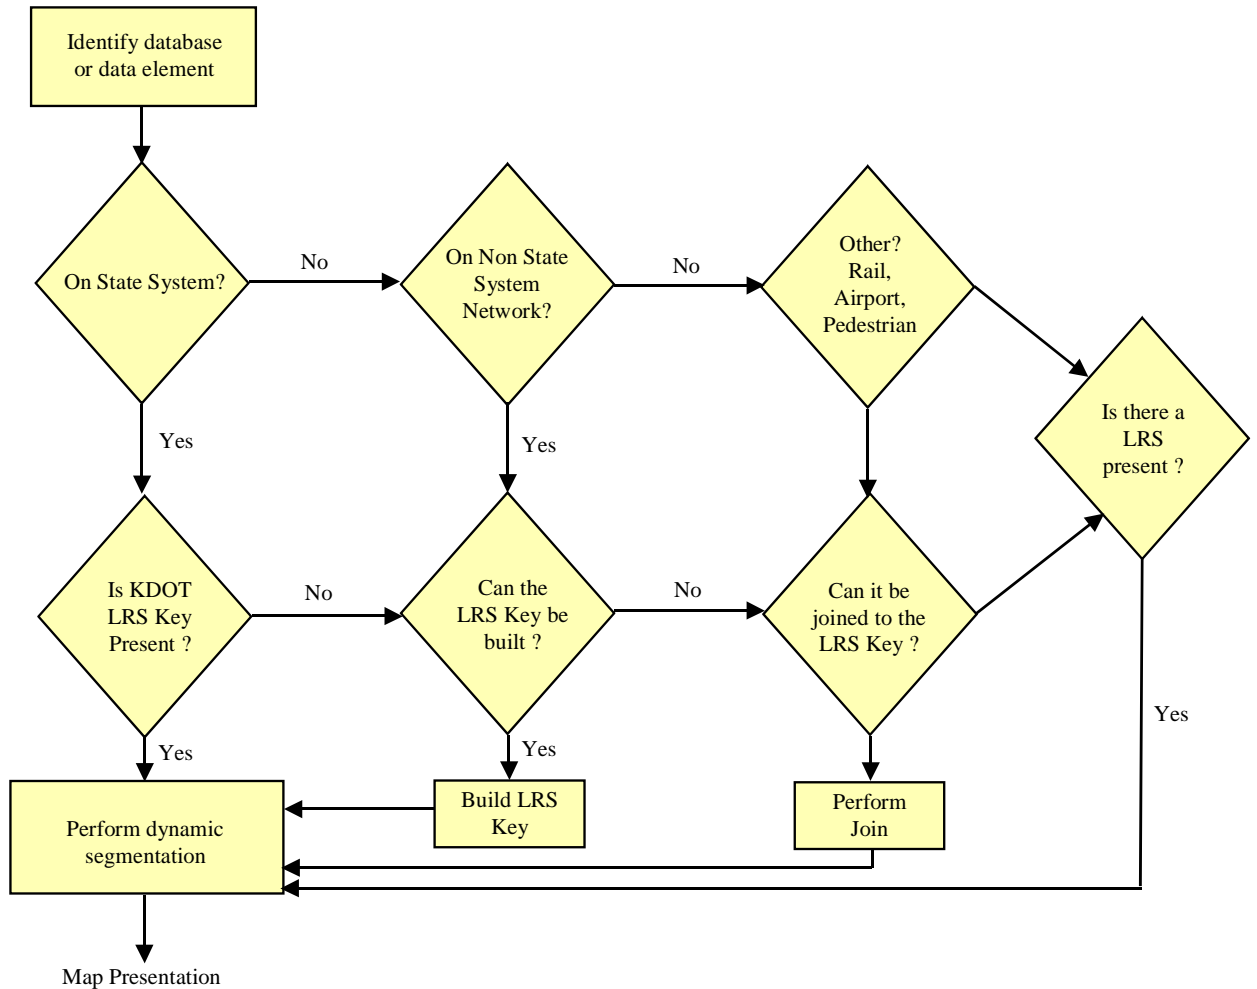 Identify database
or data element
On State System?
No
On Non State
System
Network?
No
Other?
Rail,
Airport,
Pedestrian
Is there a
LRS
present ?
Yes
Yes
Is KDOT
LRS Key
Present ?
No
Can the
LRS Key be
built ?
No
Can it be
joined to the
LRS Key ?
Yes
Yes
Yes
Perform dynamic
segmentation
Build LRS
Key
Perform
Join
Map Presentation